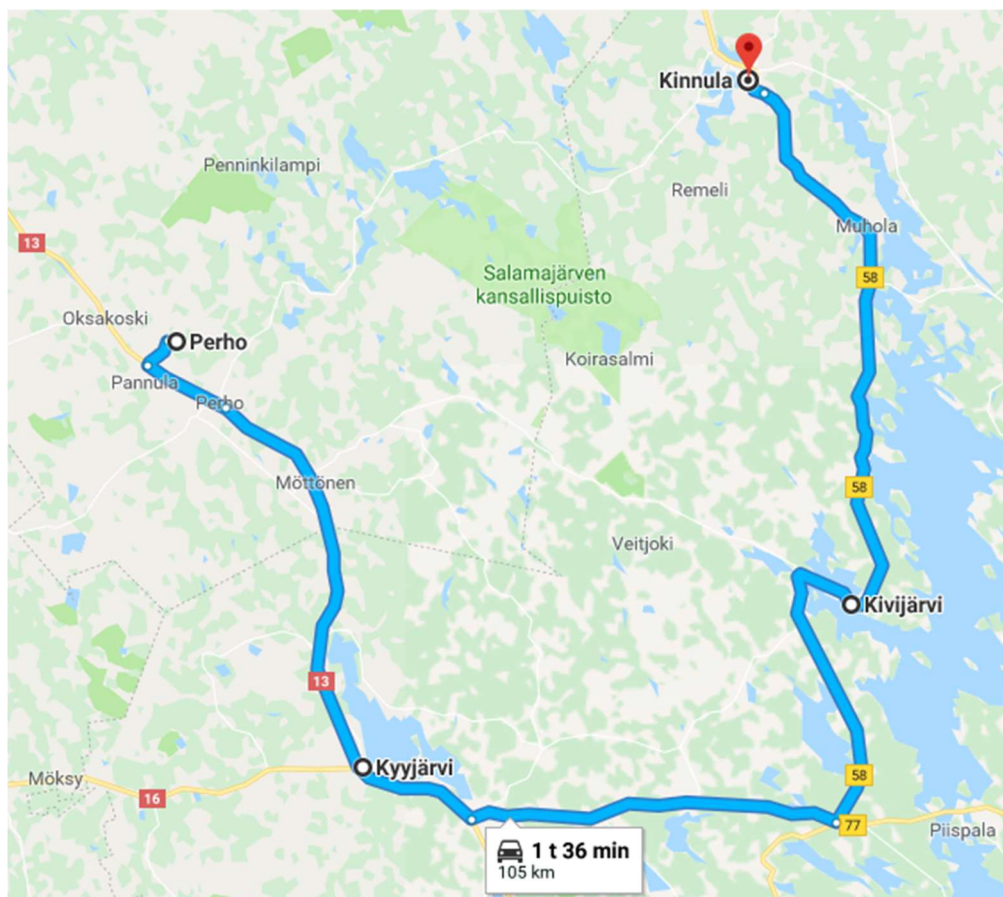 Kinnula
Penninkilampi
Remeli
Muhola
13
58
Salamajärven
kansallispuisto
Oksakoski
Perho
Koirasalmi
Pannula
Perho
Möttönen
58
Veitjoki
Kivijärvi
13
Kyyjärvi
Möksy
58
16
77
Piispala
1 t 36 min
105 km